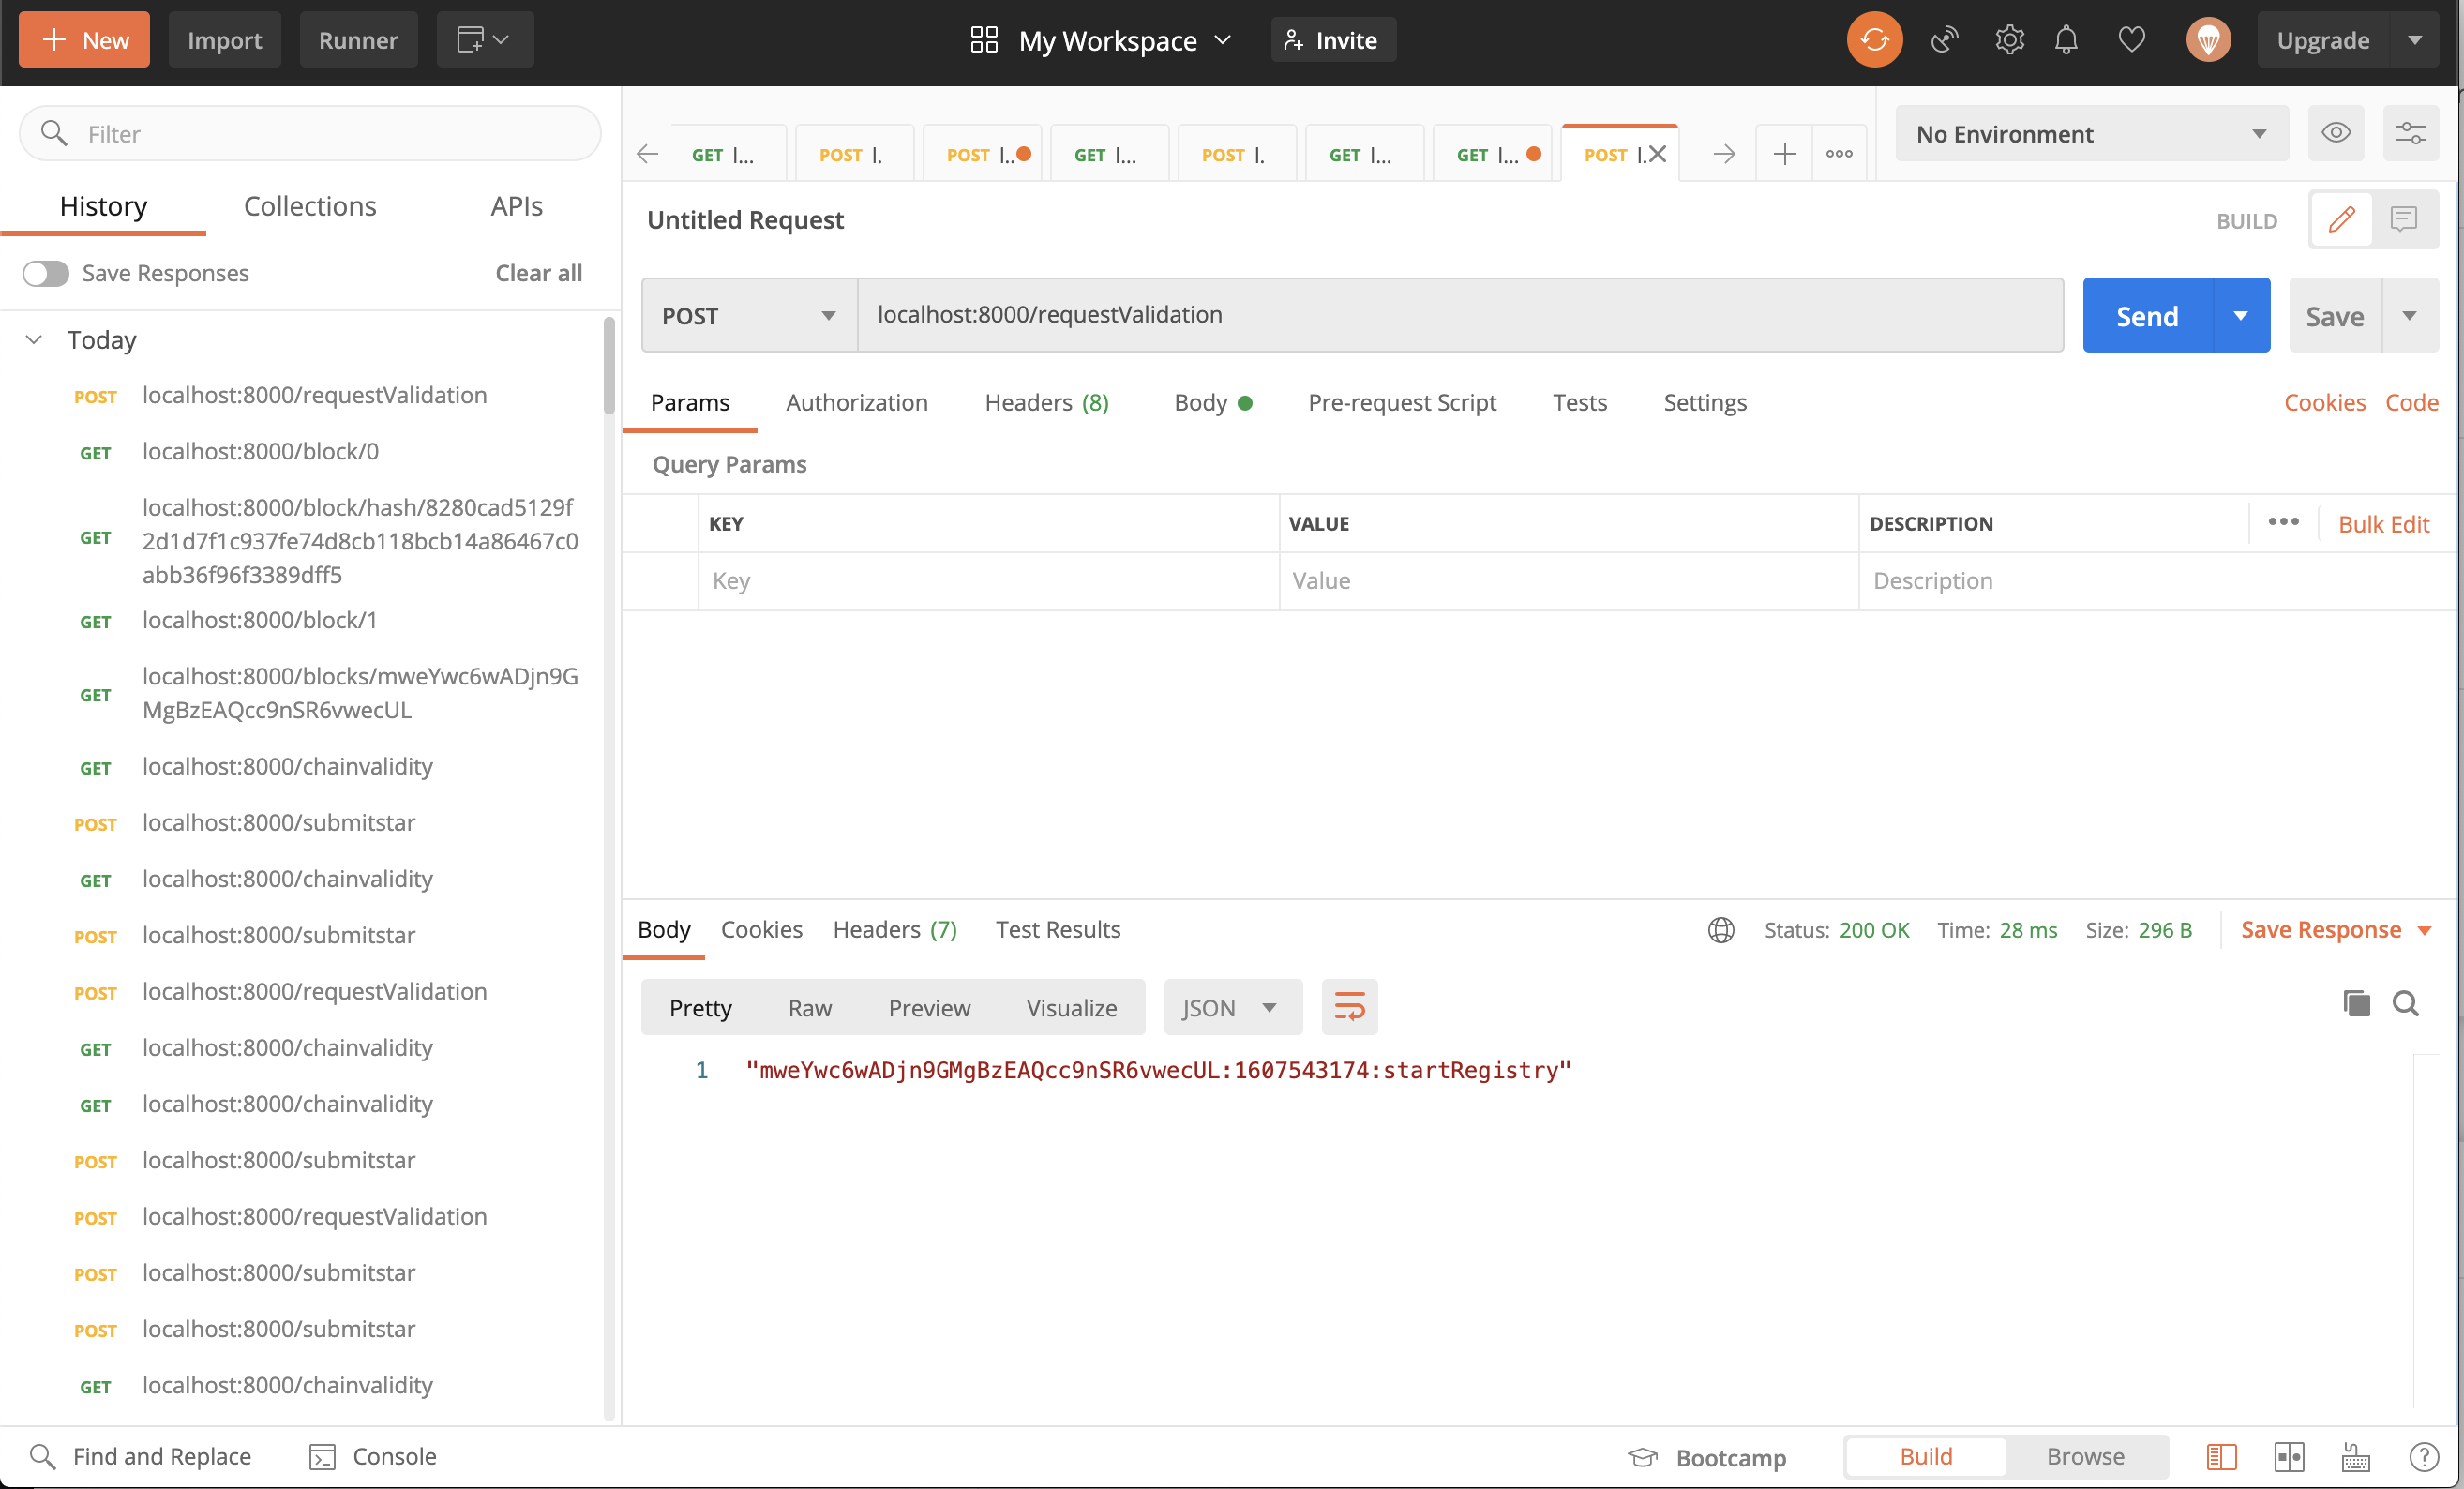 New
Import
Runner
My Workspace
Invite
Upgrade
Filter
History
Collections
APIs
Save Responses
Clear all
Today
POST localhost:8000/requestValidation
GET localhost:8000/block/0
GET localhost:8000/block/hash/8280cad5129f
2d1d7f1c937fe74d8cb118bcb14a86467c0
abb36f96f3389dff5
GET localhost:8000/block/1
GET localhost:8000/blocks/mweYwc6wADjn9G
MgBzEAQcc9nSR6vwecUL
GET localhost:8000/chainvalidity
POST localhost:8000/submitstar
GET localhost:8000/chainvalidity
POST localhost:8000/submitstar
POST localhost:8000/requestValidation
GET localhost:8000/chainvalidity
GET localhost:8000/chainvalidity
POST localhost:8000/submitstar
POST localhost:8000/requestValidation
POST localhost:8000/submitstar
POST localhost:8000/submitstar
GET localhost:8000/chainvalidity
GET l...
POST l.
POST l..
GET l...
POST l.
GET l...
GET l...
POST l.
No Environment
Untitled Request
BUILD
POST
localhost:8000/requestValidation
Send
Save
Params
Authorization
Headers (8)
Body
Pre-request Script
Tests
Settings
Cookies
Code
Query Params
KEY
VALUE
DESCRIPTION
Bulk Edit
Key
Value
Description
Body
Cookies
Headers (7)
Test Results
Status: 200 OK
Time: 28 ms
Size: 296 B
Save Response
Pretty
Raw
Preview
Visualize
JSON
1 "mweYwc6wADjn9GMgBzEAQcc9nSR6vwecUL:1607543174:startRegistry"
Find and Replace
Console
Bootcamp
Build
Browse